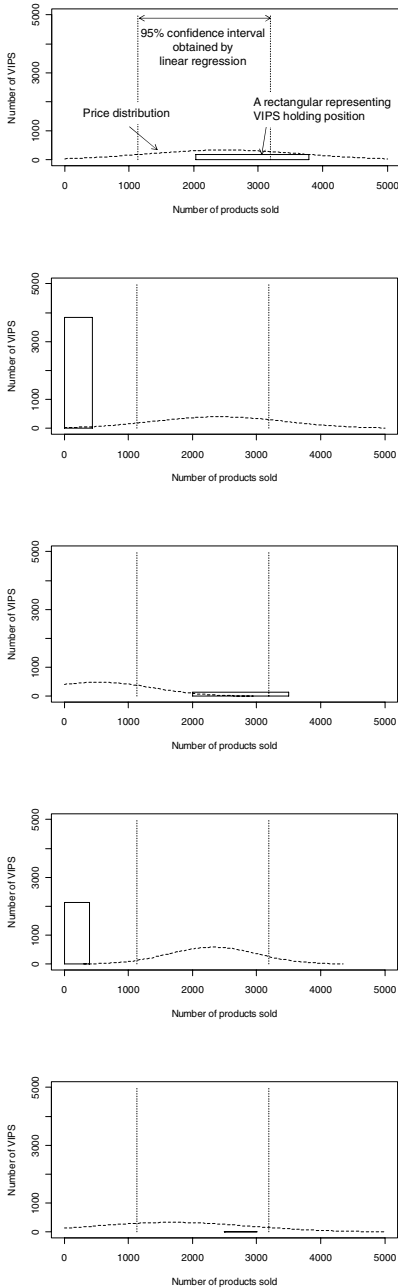 5000
3000
1000
0
Number of VIPS
95% confidence interval
obtained by
linear regression
Price distribution
A rectangular representing
VIPS holding position
0 1000 2000 3000 4000 5000
Number of products sold
5000
3000
1000
0
Number of VIPS
0 1000 2000 3000 4000 5000
Number of products sold
5000
3000
1000
0
Number of VIPS
0 1000 2000 3000 4000 5000
Number of products sold
5000
3000
1000
0
Number of VIPS
0 1000 2000 3000 4000 5000
Number of products sold
5000
3000
1000
0
Number of VIPS
0 1000 2000 3000 4000 5000
Number of products sold